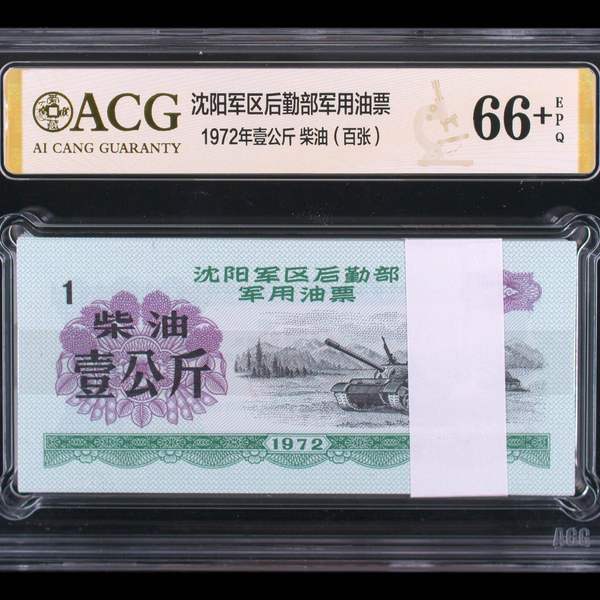 ACG
AI CANG GUARANTY
沈阳军区后勤部军用油票
1972年壹公斤 柴油（百张）
66+
EPQ
1
沈阳军区后勤部
军用油票
柴油
壹公斤
1972
ACG